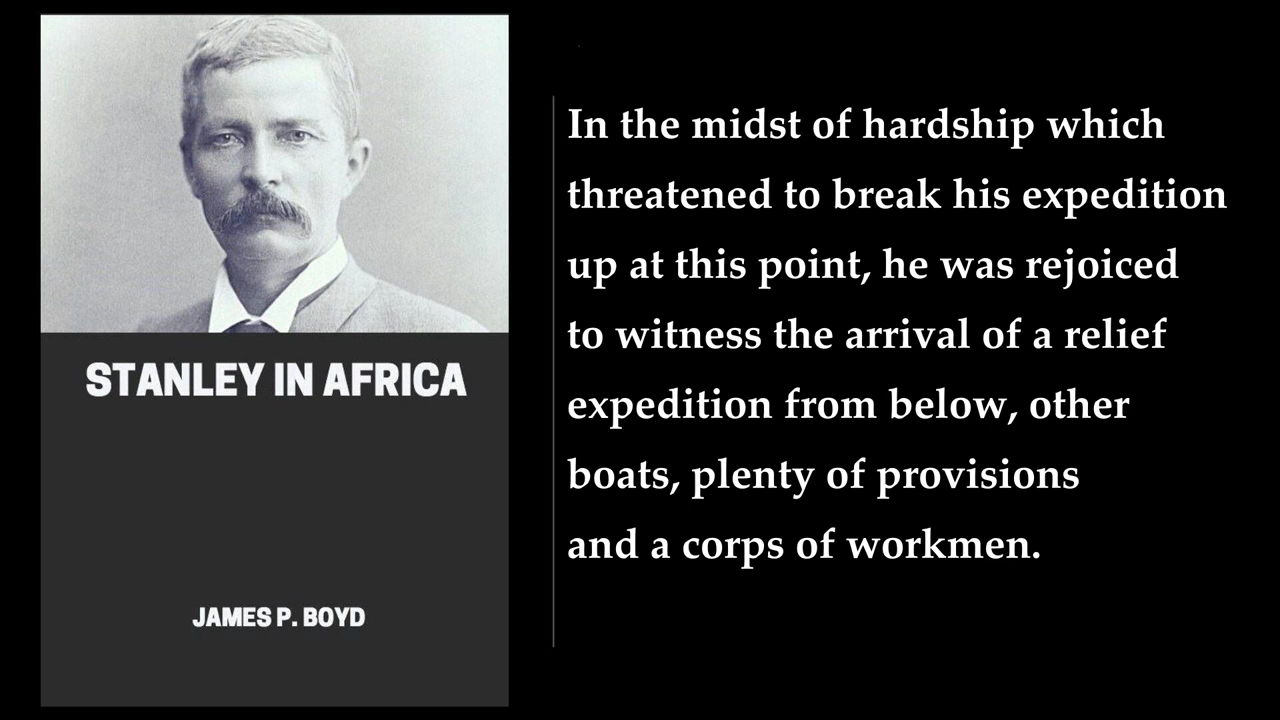 STANLEY IN AFRICA
JAMES P. BOYD
In the midst of hardship which
threatened to break his expedition
up at this point, he was rejoiced
to witness the arrival of a relief
expedition from below, other
boats, plenty of provisions
and a corps of workmen.